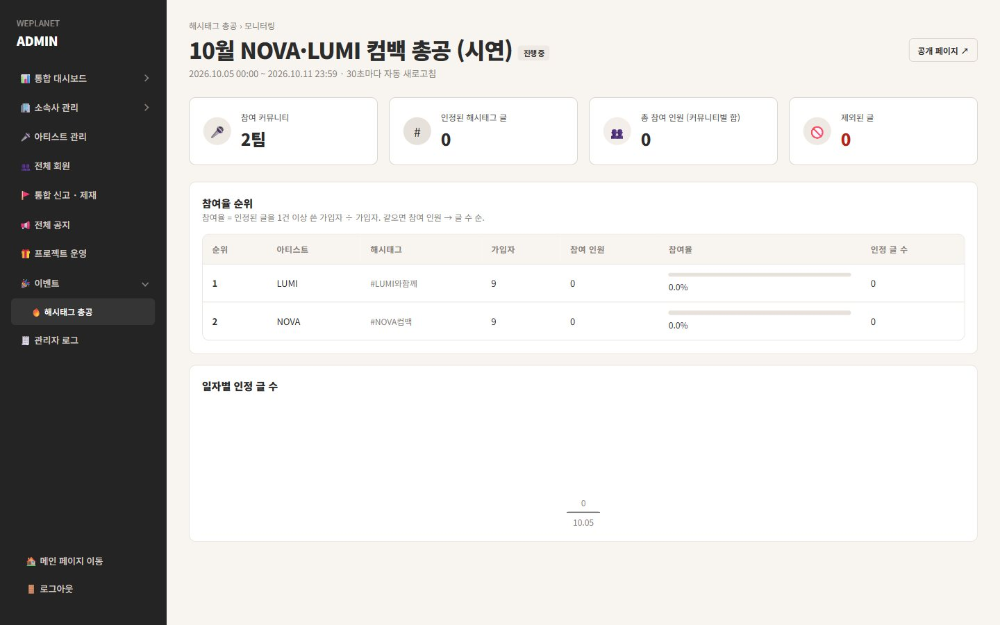 WEPLANET
ADMIN
통합 대시보드
소속사 관리
아티스트 관리
전체 회원
통합 신고 · 제재
전체 공지
프로젝트 운영
이벤트
해시태그 총공
관리자 로그
메인 페이지 이동
로그아웃
해시태그 총공 › 모니터링
10월 NOVA·LUMI 컴백 총공 (시연) 진행 중
2026.10.05 00:00 ~ 2026.10.11 23:59 · 30초마다 자동 새로고침
공개 페이지 ↗
참여 커뮤니티
2팀
# 인정된 해시태그 글
0
총 참여 인원 (커뮤니티별 합)
0
제외된 글
0
참여율 순위
참여율 = 인정된 글을 1건 이상 쓴 가입자 ÷ 가입자. 같으면 참여 인원 → 글 수 순.
순위 아티스트 해시태그 가입자 참여 인원 참여율 인정 글 수
1 LUMI #LUMI와함께 9 0 0.0% 0
2 NOVA #NOVA컴백 9 0 0.0% 0
일자별 인정 글 수
0
10.05